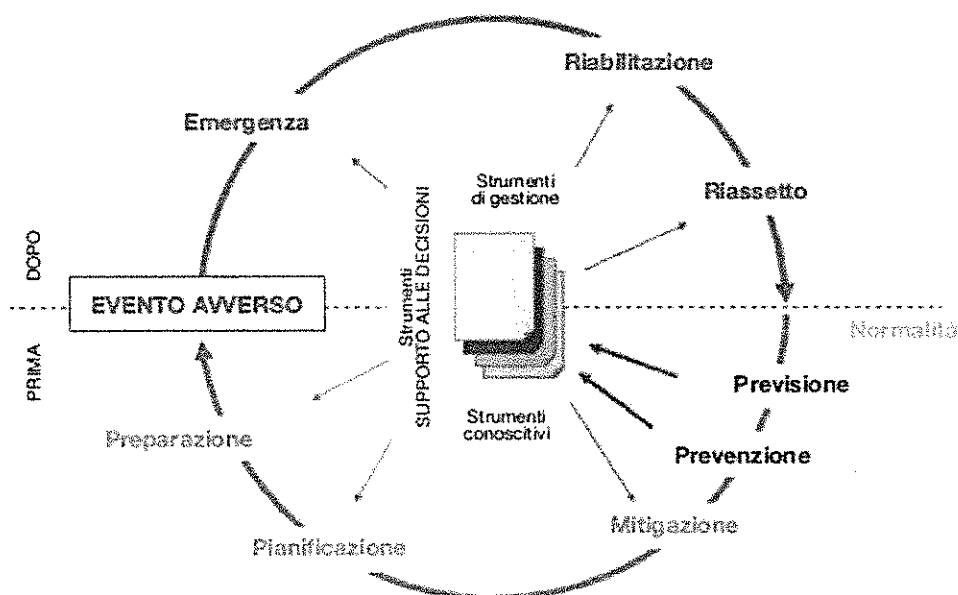 Riabilitazione
Emergenza
Strumenti
di gestione
Riassetto
DOPO
EVENTO AVVERSO
Strumenti
SUPPORTO ALLE DECISIONI
Normalità
PRIMA
Previsione
Preparazione
Strumenti
conoscitivi
Prevenzione
Mitigazione
Pianificazione